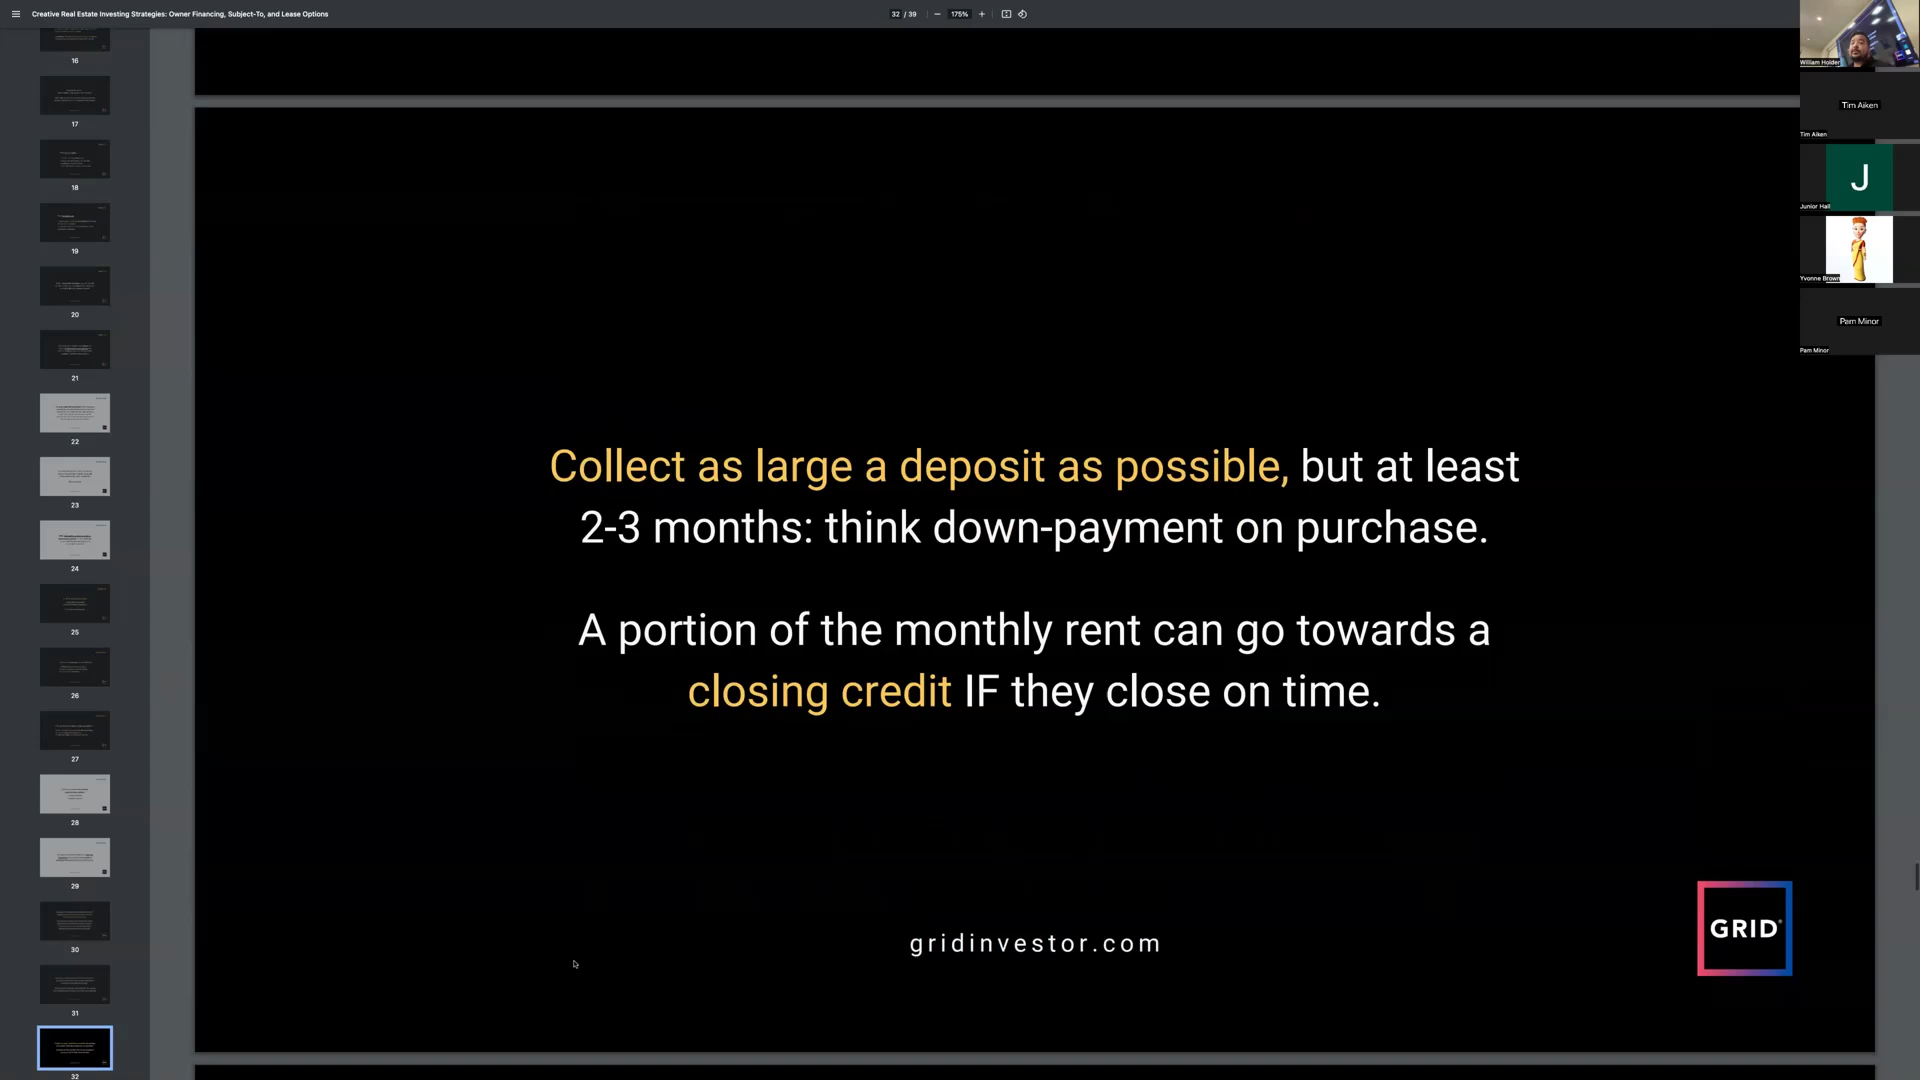 Creative Real Estate Investing Strategies: Owner Financing, Subject-To, and Lease Options
32 / 39
175%
16
17
18
19
20
21
22
23
24
25
26
27
28
29
30
31
32
Collect as large a deposit as possible, but at least
2-3 months: think down-payment on purchase.
A portion of the monthly rent can go towards a
closing credit IF they close on time.
gridinvestor.com
GRID
William Holder
Tim Aiken
Tim Aiken
J
Junior Hall
Yvonne Brown
Pam Minor
Pam Minor